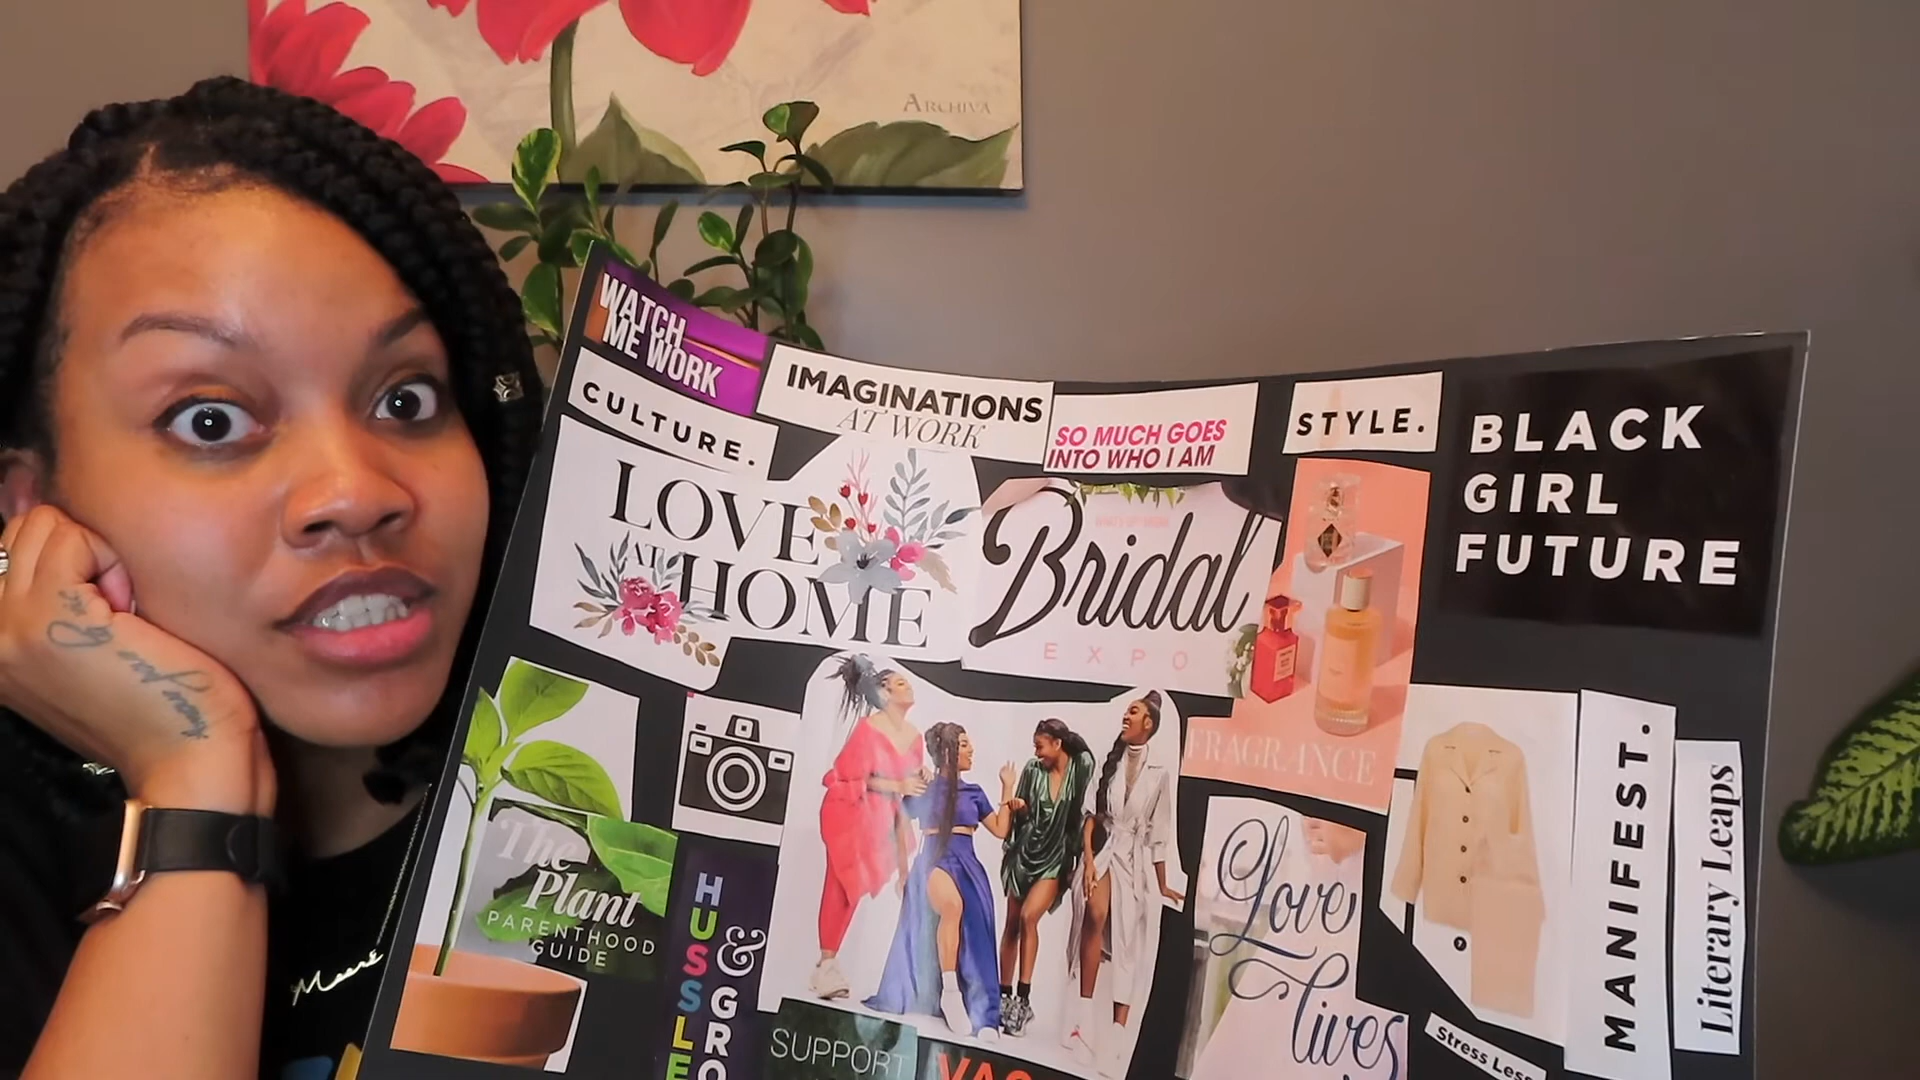 ARCHIVA
WATCH
ME WORK
CULTURE.
IMAGINATIONS
AT WORK
SO MUCH GOES
INTO WHO I AM
STYLE.
BLACK
GIRL
FUTURE
LOVE
AT
HOME
Bridal
EXPO
FRAGRANCE
The
Plant
PARENTHOOD
GUIDE
HUSSLE
& GRO
Love
lives
MANIFEST.
Literary Leaps
Stress Less
SUPPORT
Moore
7